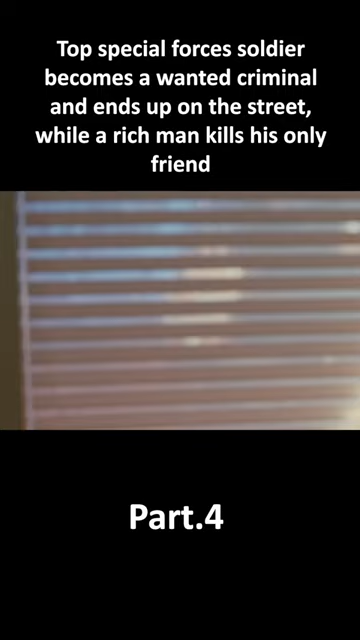 Top special forces soldier
becomes a wanted criminal
and ends up on the street,
while a rich man kills his only
friend
Part.4